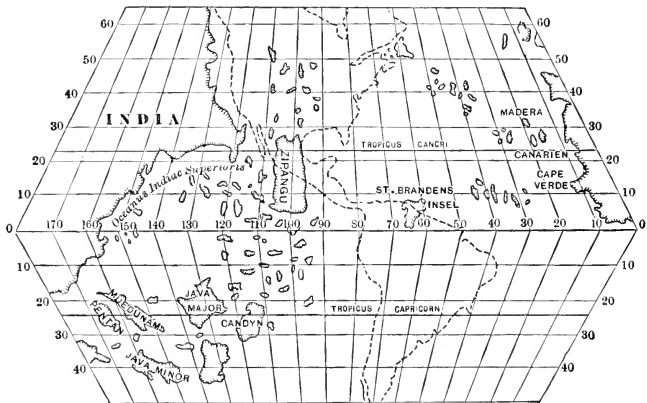 60 60
50 50
40 40
INDIA
MADERA
30 30
TROPICUS CANCRI
CANARIEN
20 20
ZIPANGU
Oceanus Indiae Superioris
CAPE
VERDE
ST. BRANDENS
INSEL
10 10
0 170 160 150 140 130 120 110 100 90 80 70 60 50 40 30 20 10 0
10 10
JAVA
MAJOR
PENTAN
20 20
CANDYN
TROPICUS CAPRICORN
30 30
JAVA MINOR
40 40